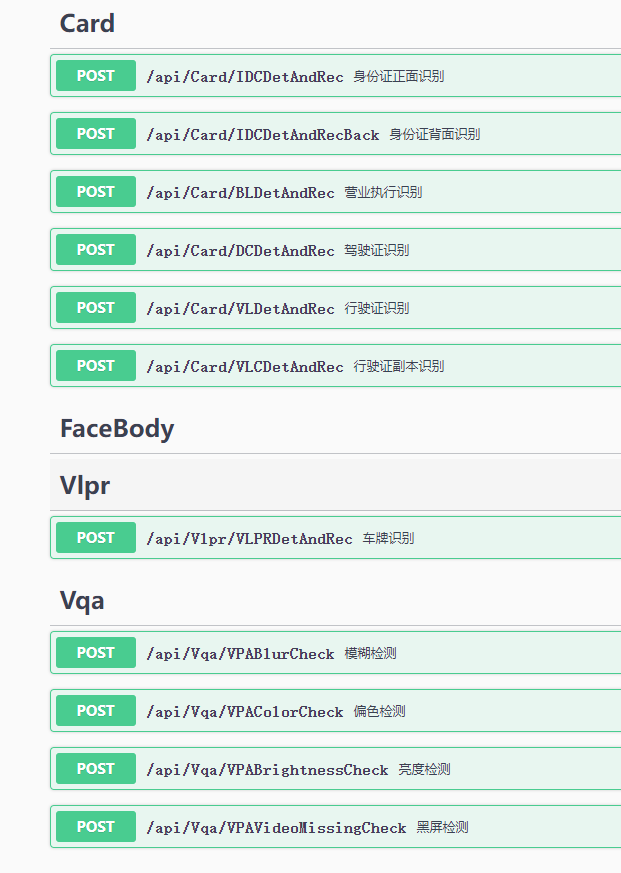 Card
POST /api/Card/IDCDetAndRec 身份证正面识别
POST /api/Card/IDCDetAndRecBack 身份证背面识别
POST /api/Card/BLDetAndRec 营业执行识别
POST /api/Card/DCDetAndRec 驾驶证识别
POST /api/Card/VLDetAndRec 行驶证识别
POST /api/Card/VLCDetAndRec 行驶证副本识别
FaceBody
Vlpr
POST /api/Vlpr/VLPRDetAndRec 车牌识别
Vqa
POST /api/Vqa/VPABlurCheck 模糊检测
POST /api/Vqa/VPAColorCheck 偏色检测
POST /api/Vqa/VPABrightnessCheck 亮度检测
POST /api/Vqa/VPAVideoMissingCheck 黑屏检测